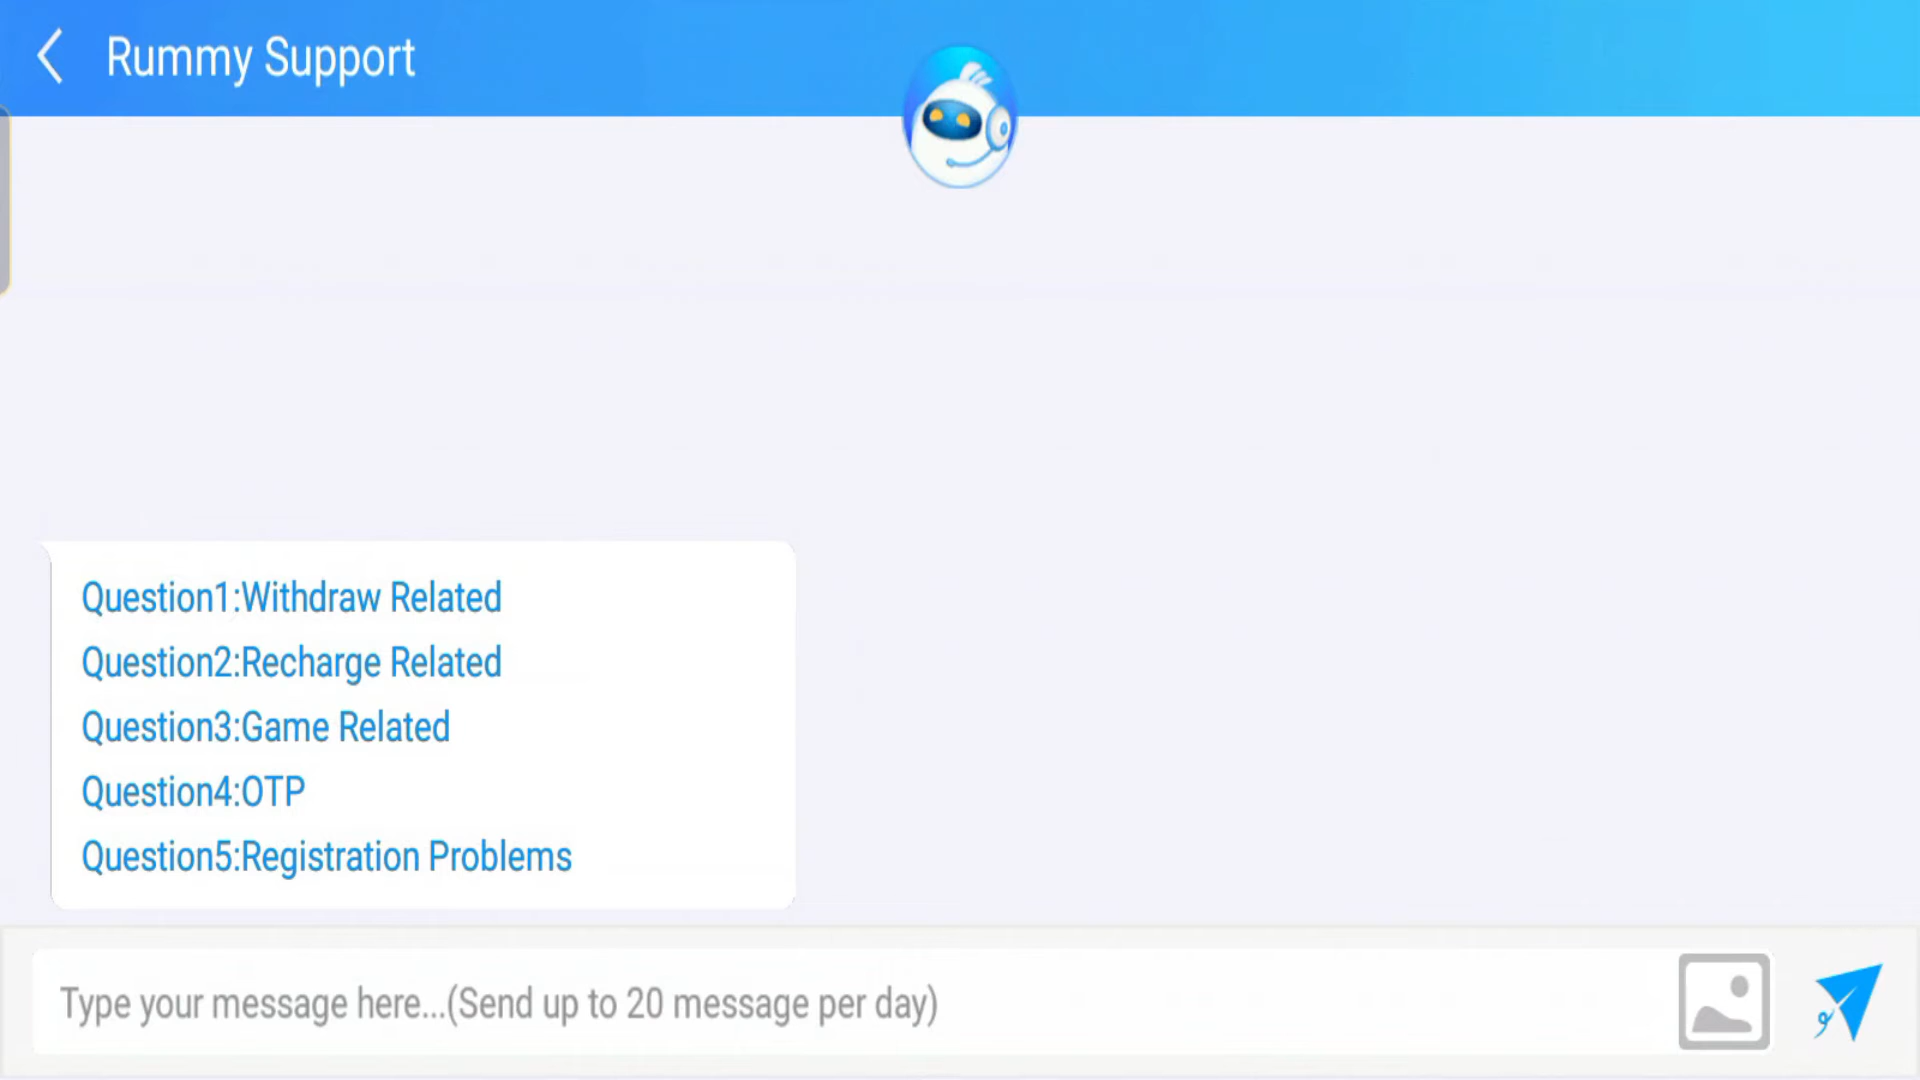 Rummy Support
Question1:Withdraw Related
Question2:Recharge Related
Question3:Game Related
Question4:OTP
Question5:Registration Problems
Type your message here...(Send up to 20 message per day)